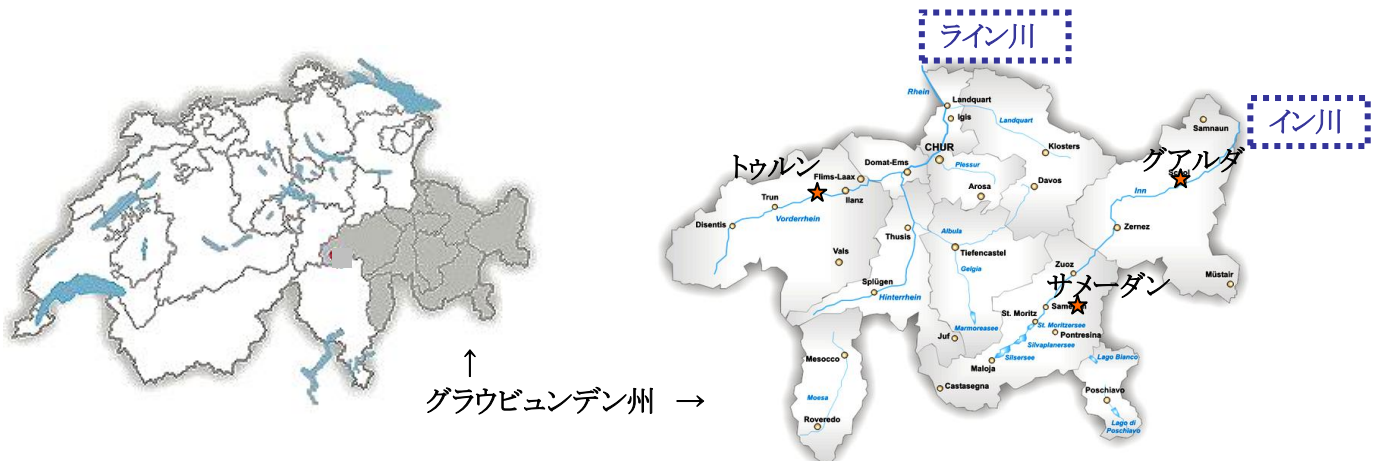 ライン川
イン川
Rhein
Landquart
Igis
Landquart
Samnaun
CHUR
Klosters
グアルダ
トゥルン
Domat-Ems
Plessur
Flims-Laax
Arosa
Davos
Inn
Trun
Ilanz
Vorderrhein
Disentis
Thusis
Albula
Zernez
Tiefencastel
Vals
Gelgia
Zuoz
Müstair
サメーダン
Splügen
Hinterrhein
St. Moritz
St. Moritzersee
Marmoreasee
Pontresina
Juf
Silvaplanersee
Silsersee
Mesocco
Maloja
Lago Bianco
Castasegna
Poschiavo
Moesa
Roveredo
Lago di
Poschiavo
↑
グラウビュンデン州 →